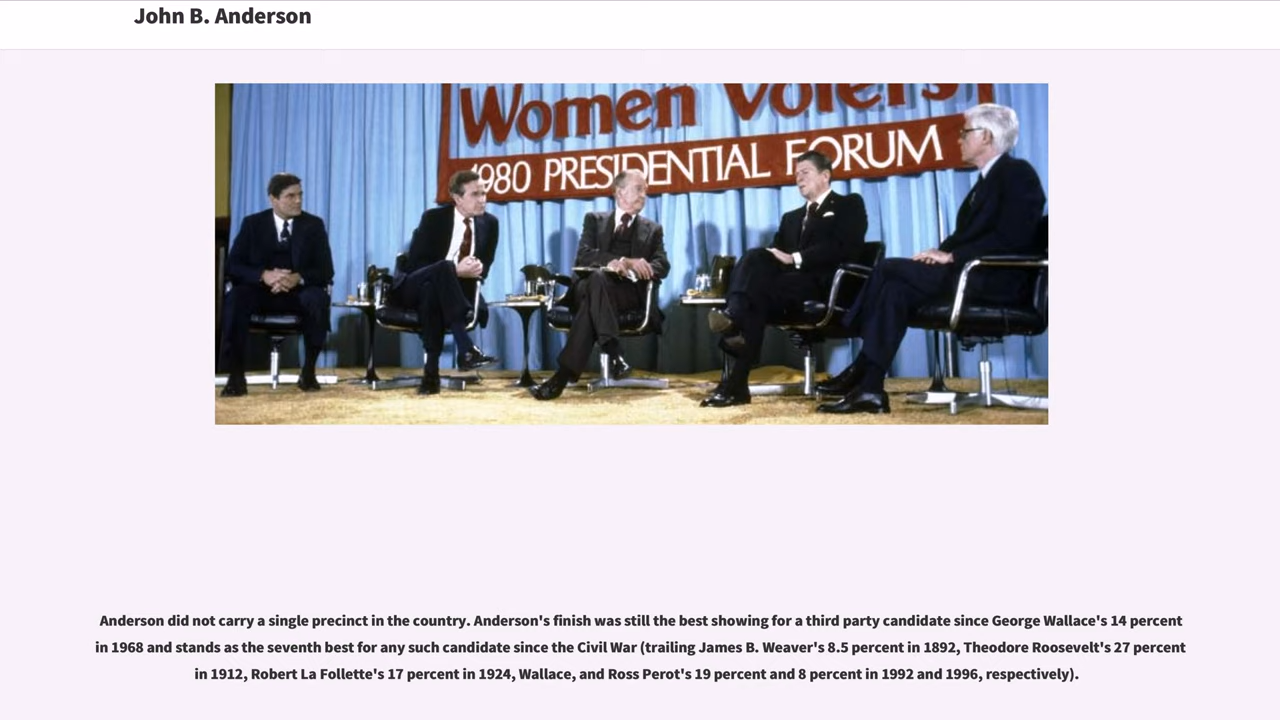 John B. Anderson
Women Voters
1980 PRESIDENTIAL FORUM
Anderson did not carry a single precinct in the country. Anderson's finish was still the best showing for a third party candidate since George Wallace's 14 percent
in 1968 and stands as the seventh best for any such candidate since the Civil War (trailing James B. Weaver's 8.5 percent in 1892, Theodore Roosevelt's 27 percent
in 1912, Robert La Follette's 17 percent in 1924, Wallace, and Ross Perot's 19 percent and 8 percent in 1992 and 1996, respectively).